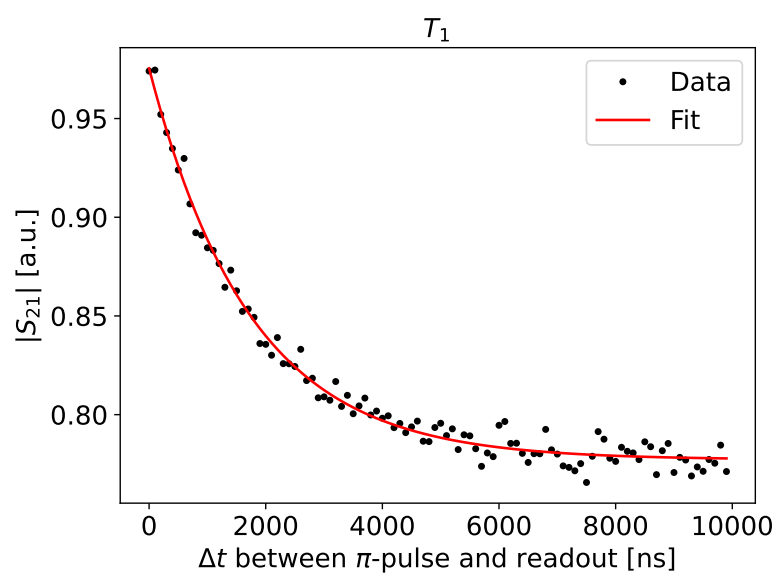 T₁
Data
Fit
0.95
0.90
0.85
0.80
|S₂₁| [a.u.]
0 2000 4000 6000 8000 10000
Δt between π-pulse and readout [ns]